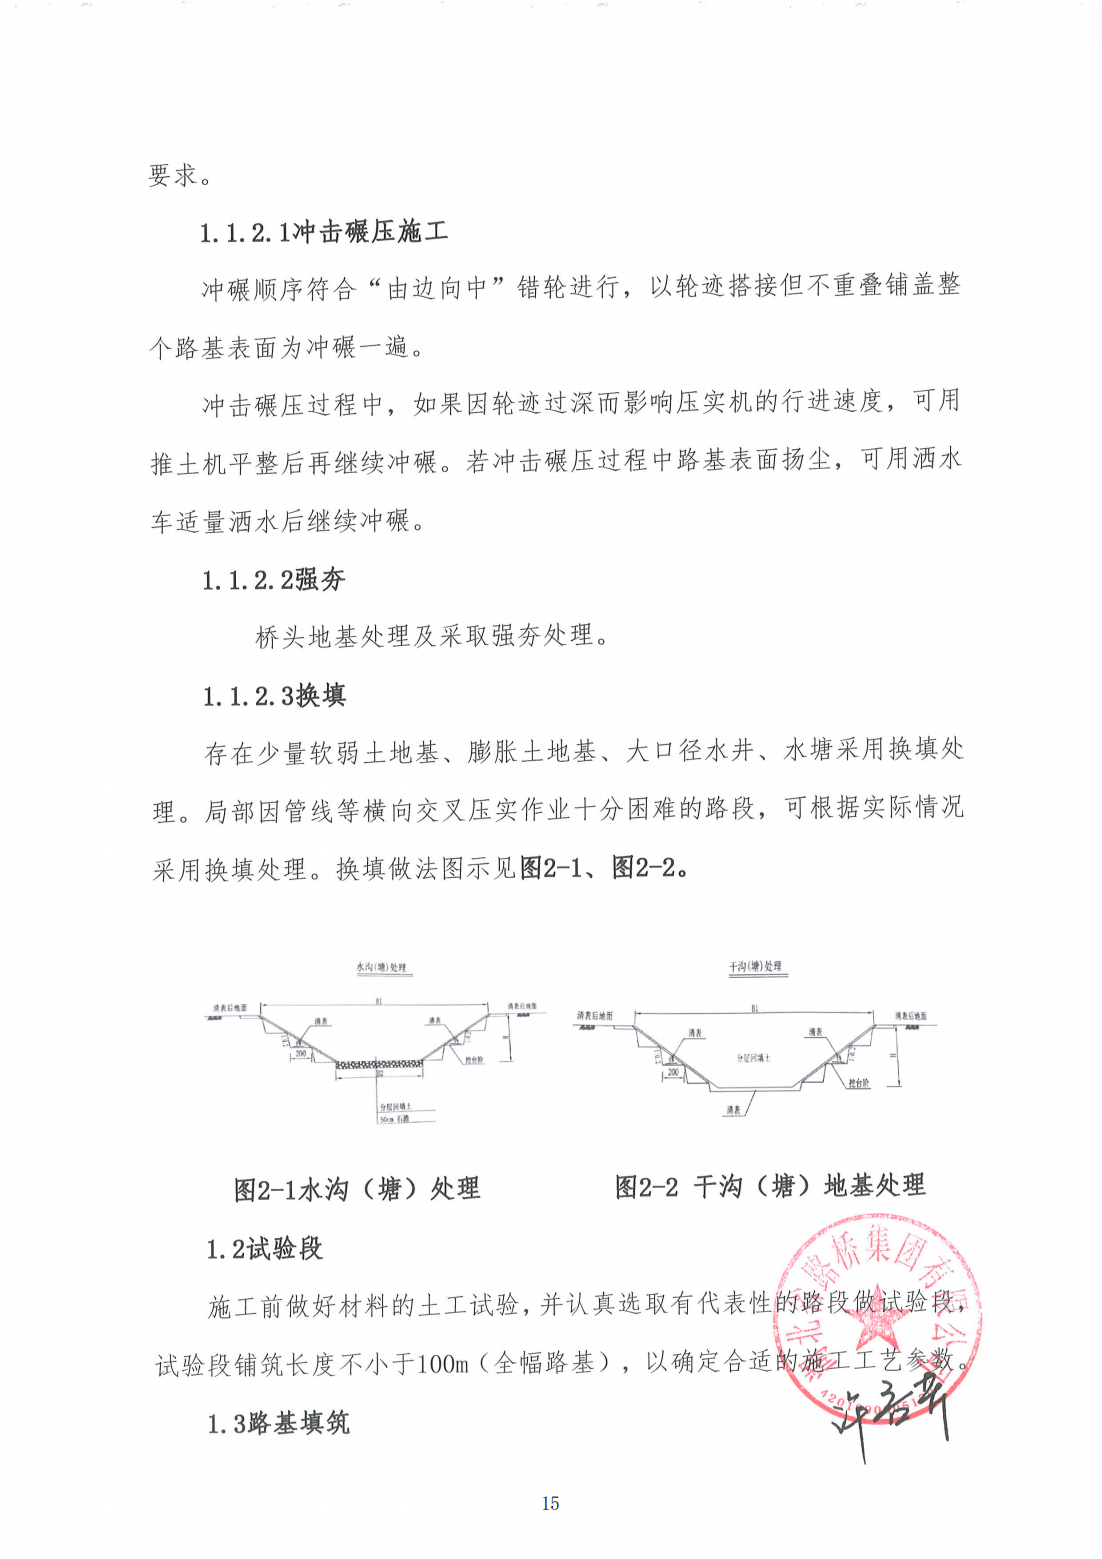 要求。
1.1.2.1冲击碾压施工
冲碾顺序符合“由边向中”错轮进行，以轮迹搭接但不重叠铺盖整
个路基表面为冲碾一遍。
冲击碾压过程中，如果因轮迹过深而影响压实机的行进速度，可用
推土机平整后再继续冲碾。若冲击碾压过程中路基表面扬尘，可用洒水
车适量洒水后继续冲碾。
1.1.2.2强夯
桥头地基处理及采取强夯处理。
1.1.2.3换填
存在少量软弱土地基、膨胀土地基、大口径水井、水塘采用换填处
理。局部因管线等横向交叉压实作业十分困难的路段，可根据实际情况
采用换填处理。换填做法图示见图2-1、图2-2。
水沟(塘)处理
B1
清表后地面
清表后地面
清表
清表
200
挖台阶
H
B2
分层回填土
50cm 石渣
干沟(塘)处理
B1
清表后地面
清表后地面
清表
清表
分层回填土
200
挖台阶
H
清表
图2-1水沟（塘）处理
图2-2 干沟（塘）地基处理
1.2试验段
施工前做好材料的土工试验,并认真选取有代表性的路段做试验段，
试验段铺筑长度不小于100m（全幅路基）,以确定合适的施工工艺参数。
1.3路基填筑
湖北省路桥集团有限公司
15